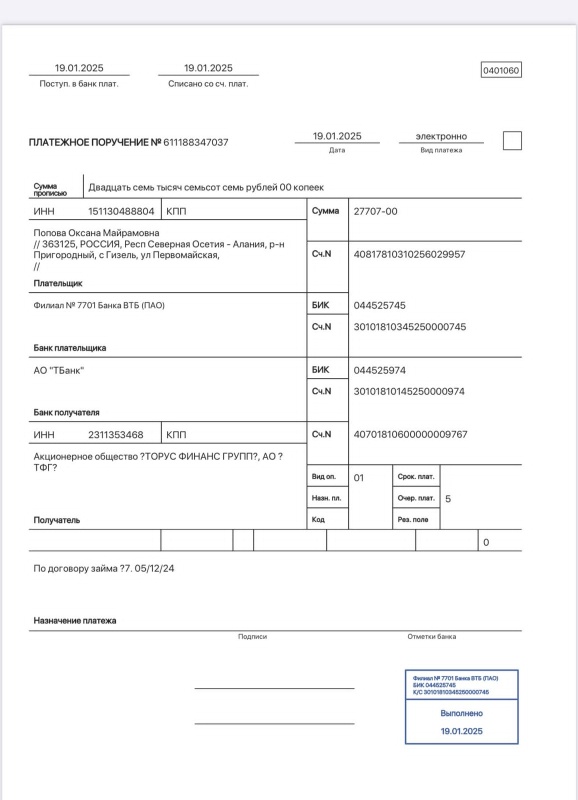 19.01.2025
19.01.2025
0401060
Поступ. в банк плат.
Списано со сч. плат.
ПЛАТЕЖНОЕ ПОРУЧЕНИЕ № 611188347037
19.01.2025
электронно
Дата
Вид платежа
Сумма
прописью
Двадцать семь тысяч семьсот семь рублей 00 копеек
ИНН 151130488804 КПП
Сумма 27707-00
Попова Оксана Майрамовна
// 363125, РОССИЯ, Респ Северная Осетия - Алания, р-н
Пригородный, с Гизель, ул Первомайская,
//
Сч.N 40817810310256029957
Плательщик
Филиал № 7701 Банка ВТБ (ПАО)
БИК 044525745
Сч.N 30101810345250000745
Банк плательщика
АО "ТБанк"
БИК 044525974
Сч.N 30101810145250000974
Банк получателя
ИНН 2311353468 КПП
Сч.N 40701810600000009767
Акционерное общество ?ТОРУС ФИНАНС ГРУПП?, АО ?
ТФГ?
Вид оп. 01 Срок. плат.
Назн. пл. Очер. плат. 5
Получатель
Код Рез. поле
0
По договору займа ?7. 05/12/24
Назначение платежа
Подписи
Отметки банка
Филиал № 7701 Банка ВТБ (ПАО)
БИК 044525745
К/С 30101810345250000745
Выполнено
19.01.2025